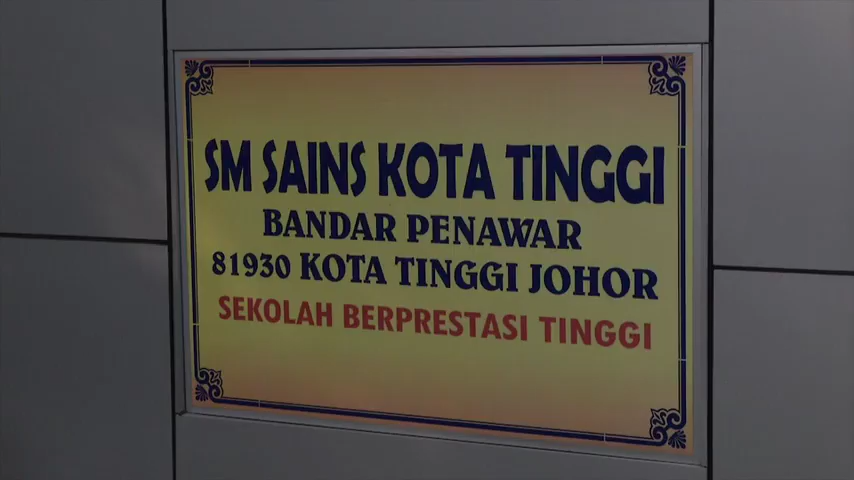 SM SAINS KOTA TINGGI
BANDAR PENAWAR
81930 KOTA TINGGI JOHOR
SEKOLAH BERPRESTASI TINGGI